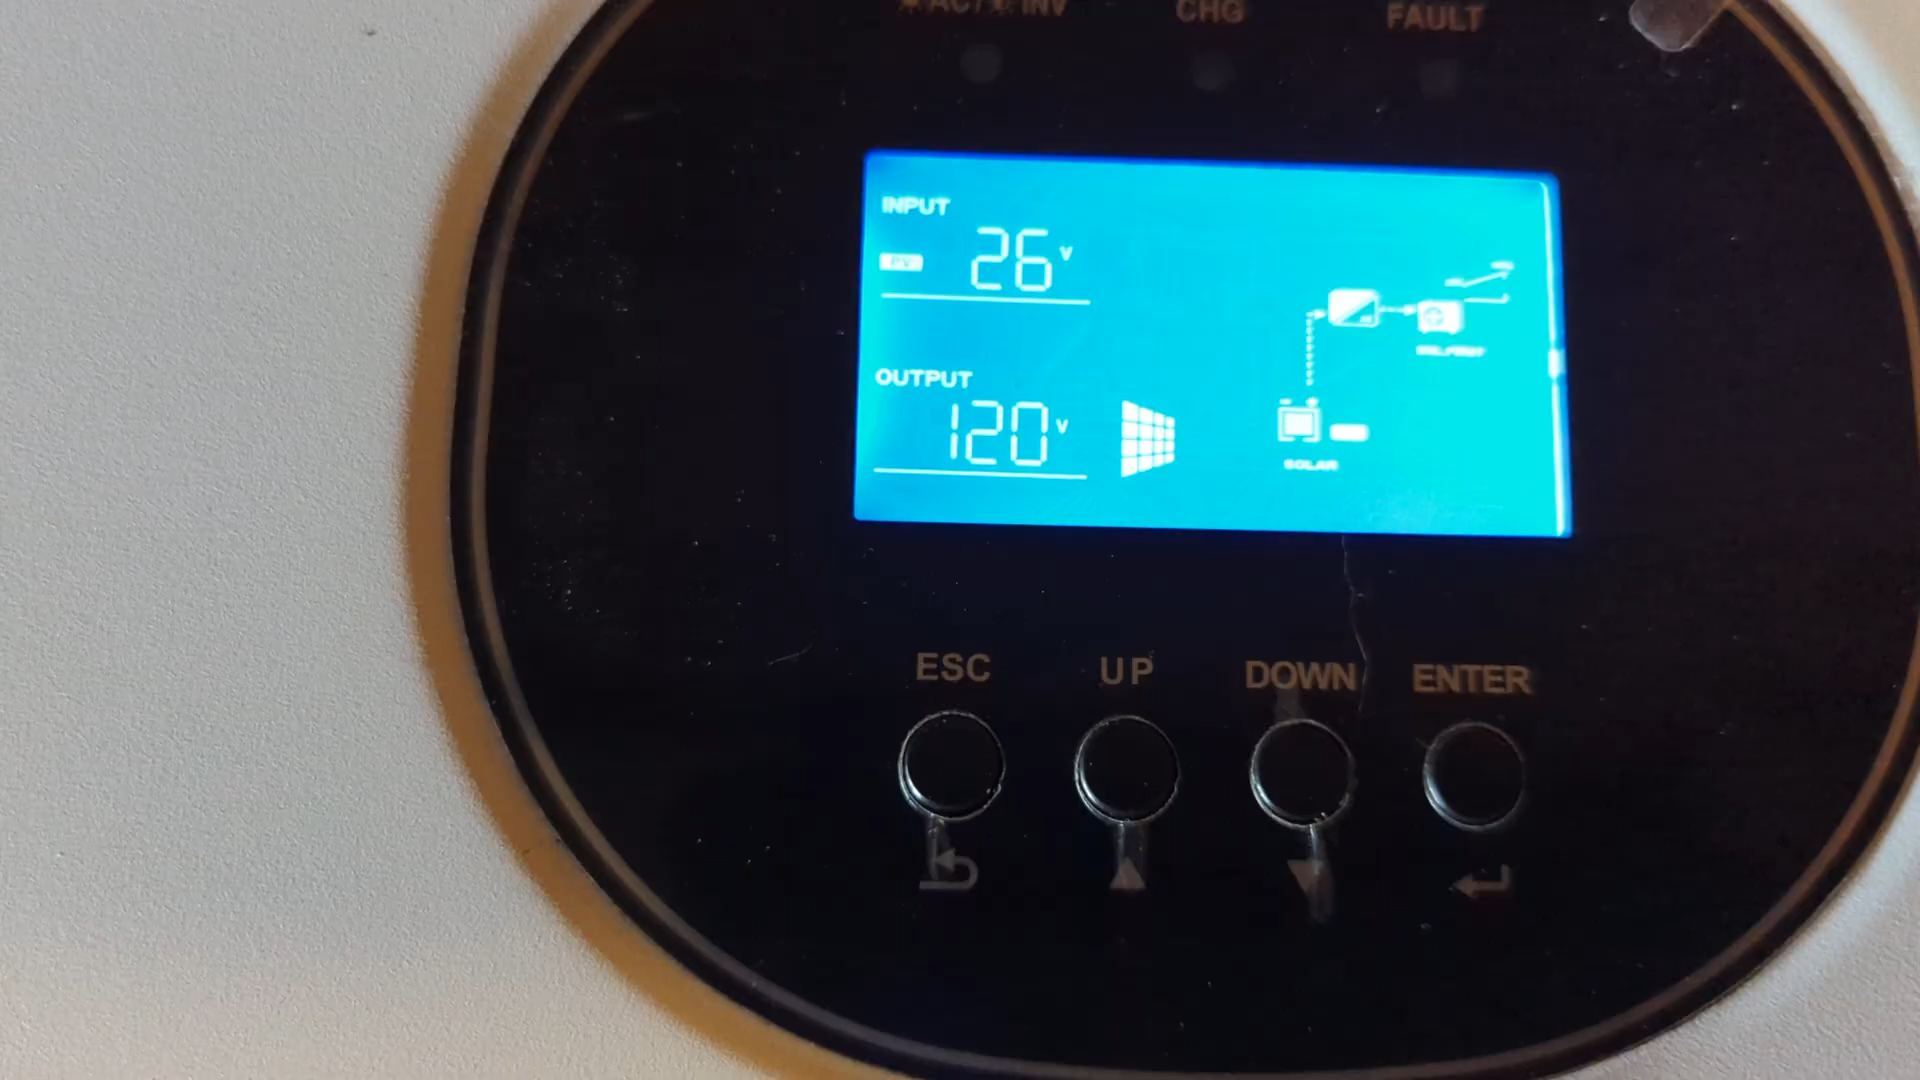 AC/ INV CHG FAULT
INPUT
PV 26 V
OUTPUT
120 V
SOLAR
ESC UP DOWN ENTER